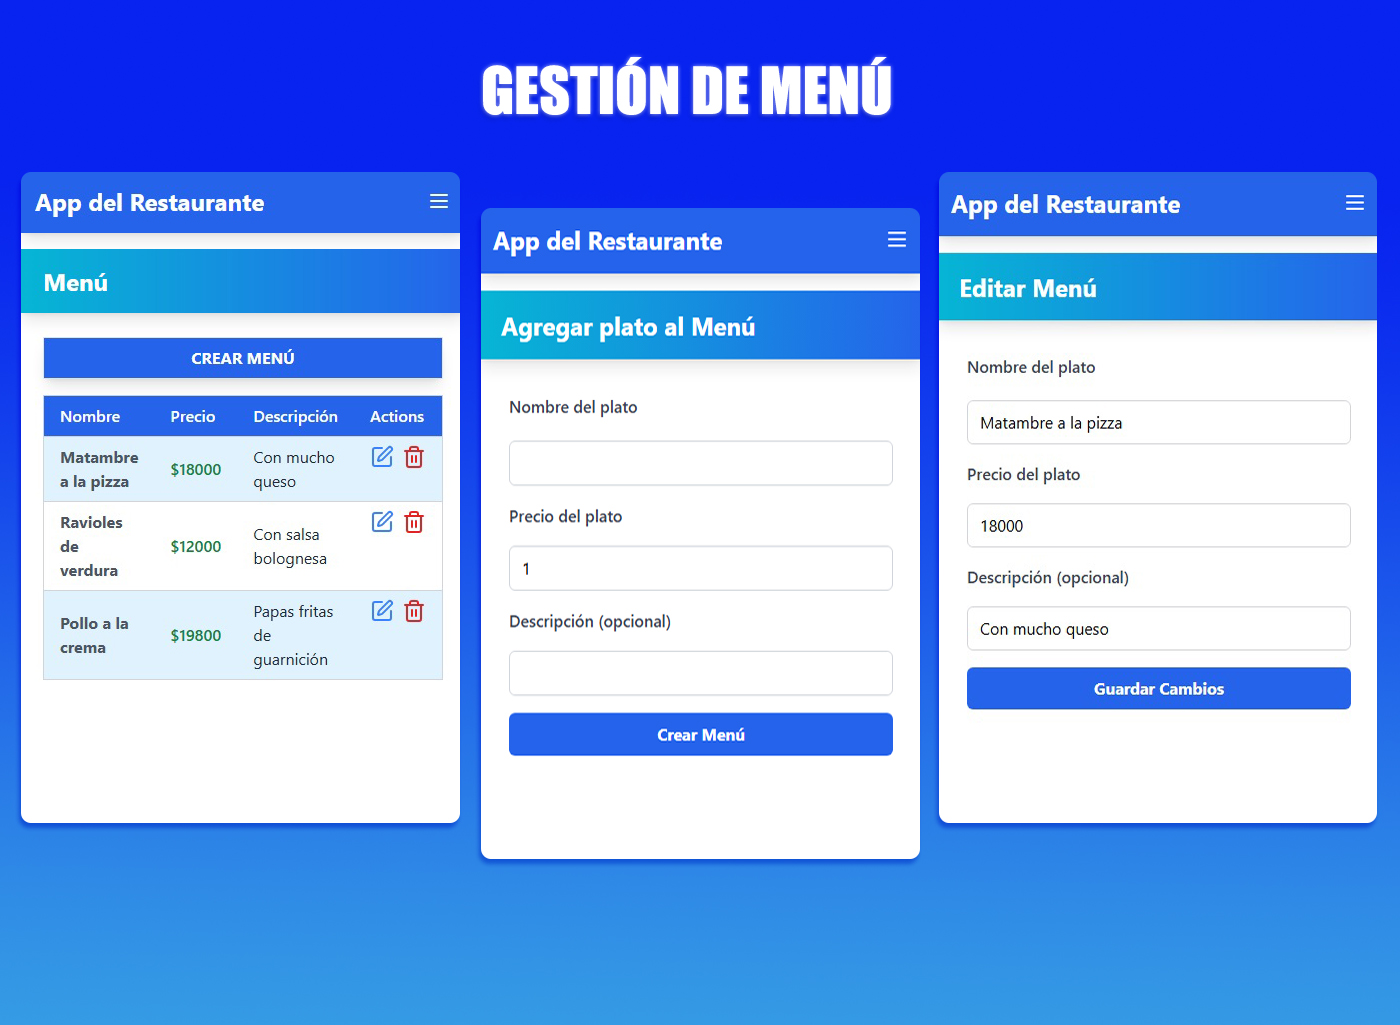 GESTIÓN DE MENÚ
App del Restaurante
Menú
CREAR MENÚ
Nombre Precio Descripción Actions
Matambre
a la pizza
$18000
Con mucho
queso
Ravioles
de
verdura
$12000
Con salsa
bolognesa
Pollo a la
crema
$19800
Papas fritas
de
guarnición
App del Restaurante
Agregar plato al Menú
Nombre del plato
Precio del plato
1
Descripción (opcional)
Crear Menú
App del Restaurante
Editar Menú
Nombre del plato
Matambre a la pizza
Precio del plato
18000
Descripción (opcional)
Con mucho queso
Guardar Cambios